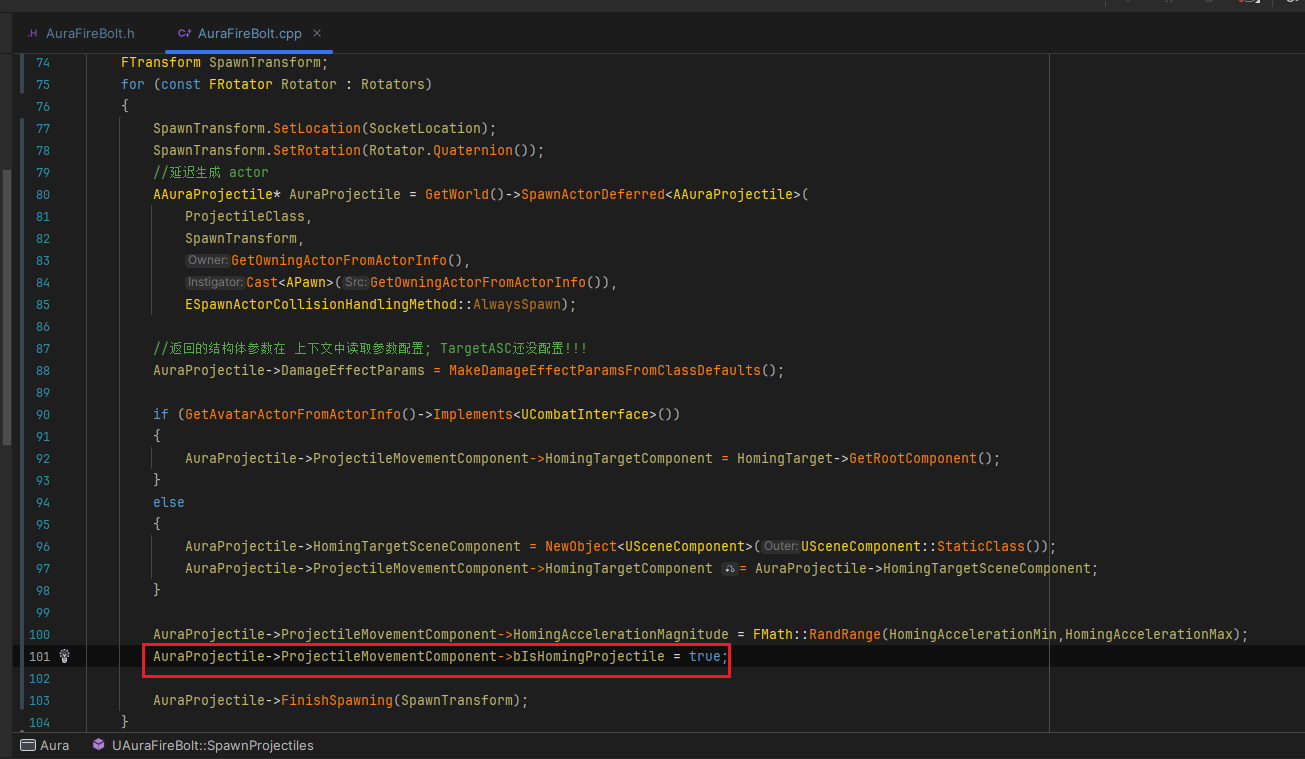 AuraFireBolt.h
AuraFireBolt.cpp
74 FTransform SpawnTransform;
75 for (const FRotator Rotator : Rotators)
76 {
77 SpawnTransform.SetLocation(SocketLocation);
78 SpawnTransform.SetRotation(Rotator.Quaternion());
79 //延迟生成 actor
80 AAuraProjectile* AuraProjectile = GetWorld()->SpawnActorDeferred<AAuraProjectile>(
81 ProjectileClass,
82 SpawnTransform,
83 Owner: GetOwningActorFromActorInfo(),
84 Instigator: Cast<APawn>( Src: GetOwningActorFromActorInfo()),
85 ESpawnActorCollisionHandlingMethod::AlwaysSpawn);
86
87 //返回的结构体参数在 上下文中读取参数配置; TargetASC还没配置!!!
88 AuraProjectile->DamageEffectParams = MakeDamageEffectParamsFromClassDefaults();
89
90 if (GetAvatarActorFromActorInfo()->Implements<UCombatInterface>())
91 {
92 AuraProjectile->ProjectileMovementComponent->HomingTargetComponent = HomingTarget->GetRootComponent();
93 }
94 else
95 {
96 AuraProjectile->HomingTargetSceneComponent = NewObject<USceneComponent>( Outer: USceneComponent::StaticClass());
97 AuraProjectile->ProjectileMovementComponent->HomingTargetComponent = AuraProjectile->HomingTargetSceneComponent;
98 }
99
100 AuraProjectile->ProjectileMovementComponent->HomingAccelerationMagnitude = FMath::RandRange(HomingAccelerationMin,HomingAccelerationMax);
101 AuraProjectile->ProjectileMovementComponent->bIsHomingProjectile = true;
102
103 AuraProjectile->FinishSpawning(SpawnTransform);
104 }
Aura UAuraFireBolt::SpawnProjectiles